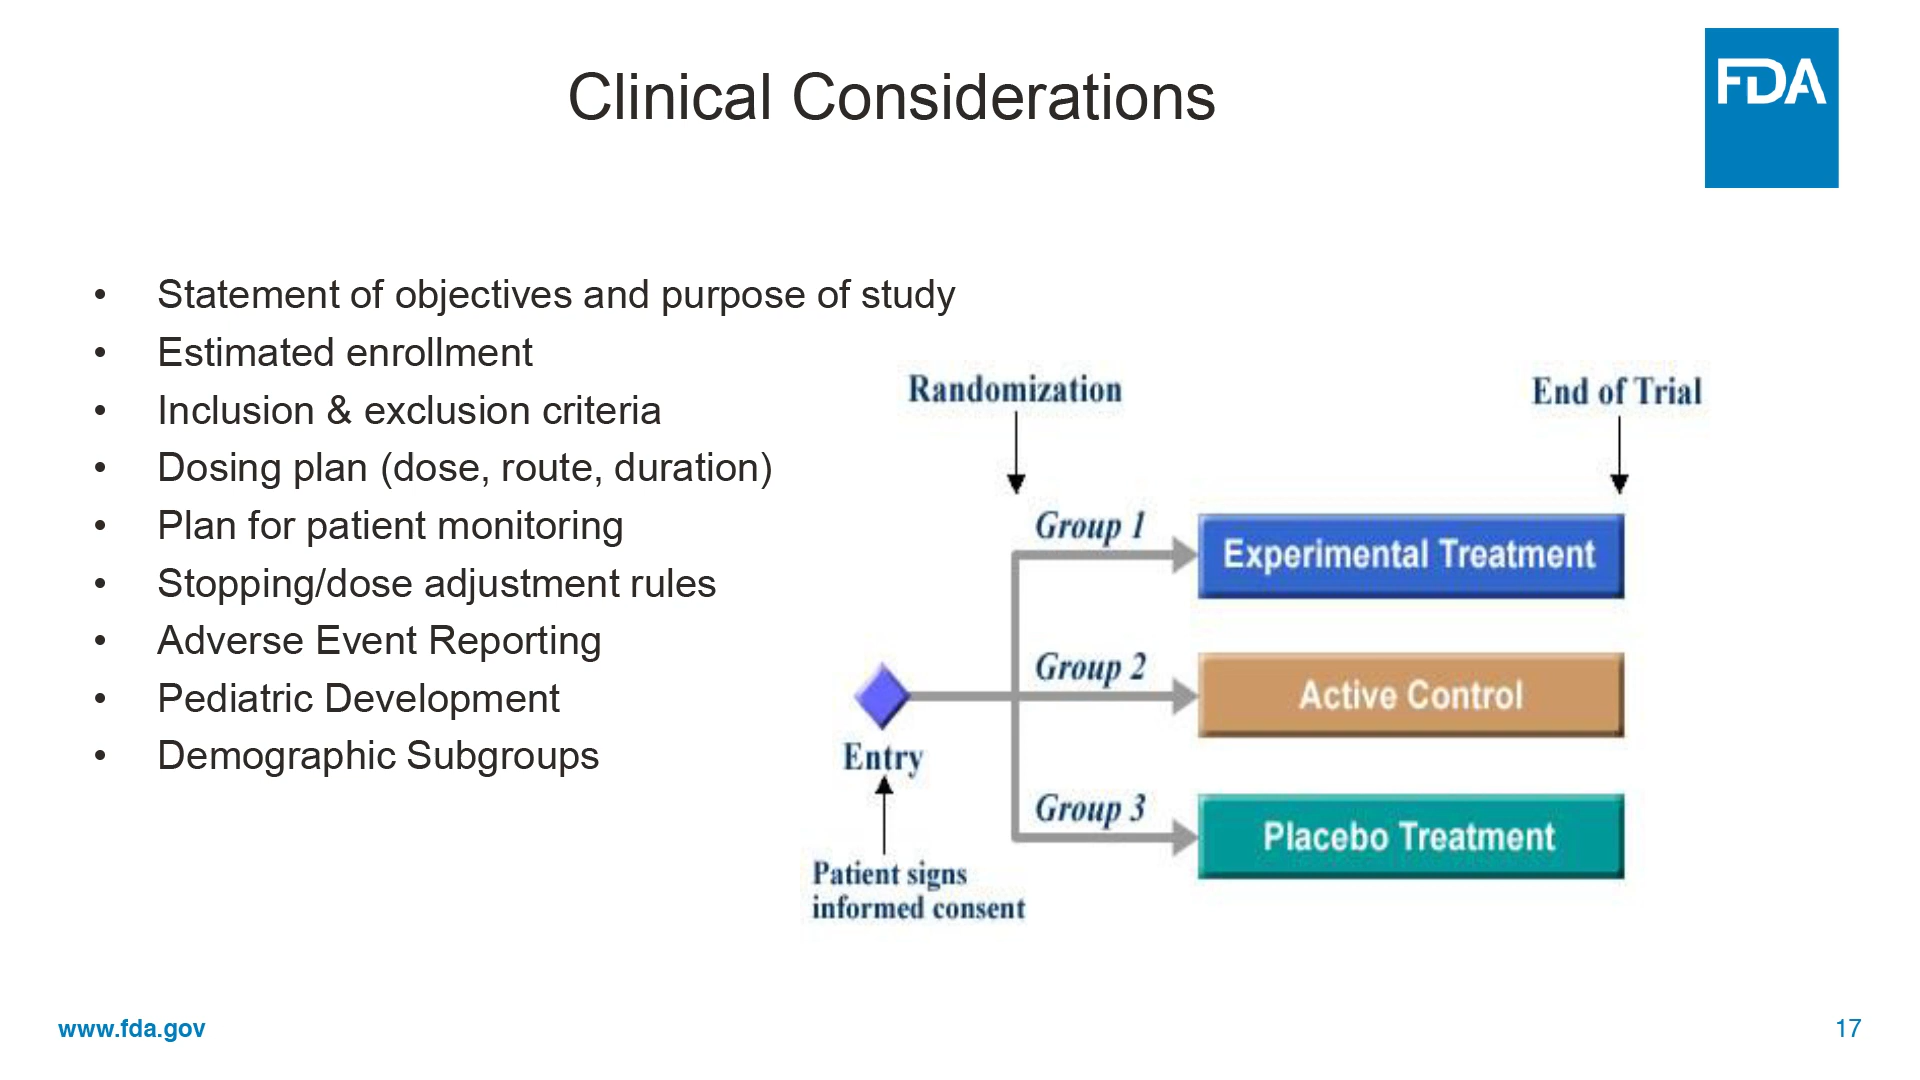 Clinical Considerations
FDA
• Statement of objectives and purpose of study
• Estimated enrollment
• Inclusion & exclusion criteria
• Dosing plan (dose, route, duration)
• Plan for patient monitoring
• Stopping/dose adjustment rules
• Adverse Event Reporting
• Pediatric Development
• Demographic Subgroups
Randomization
End of Trial
Group 1
Experimental Treatment
Group 2
Active Control
Entry
Group 3
Placebo Treatment
Patient signs
informed consent
www.fda.gov
17